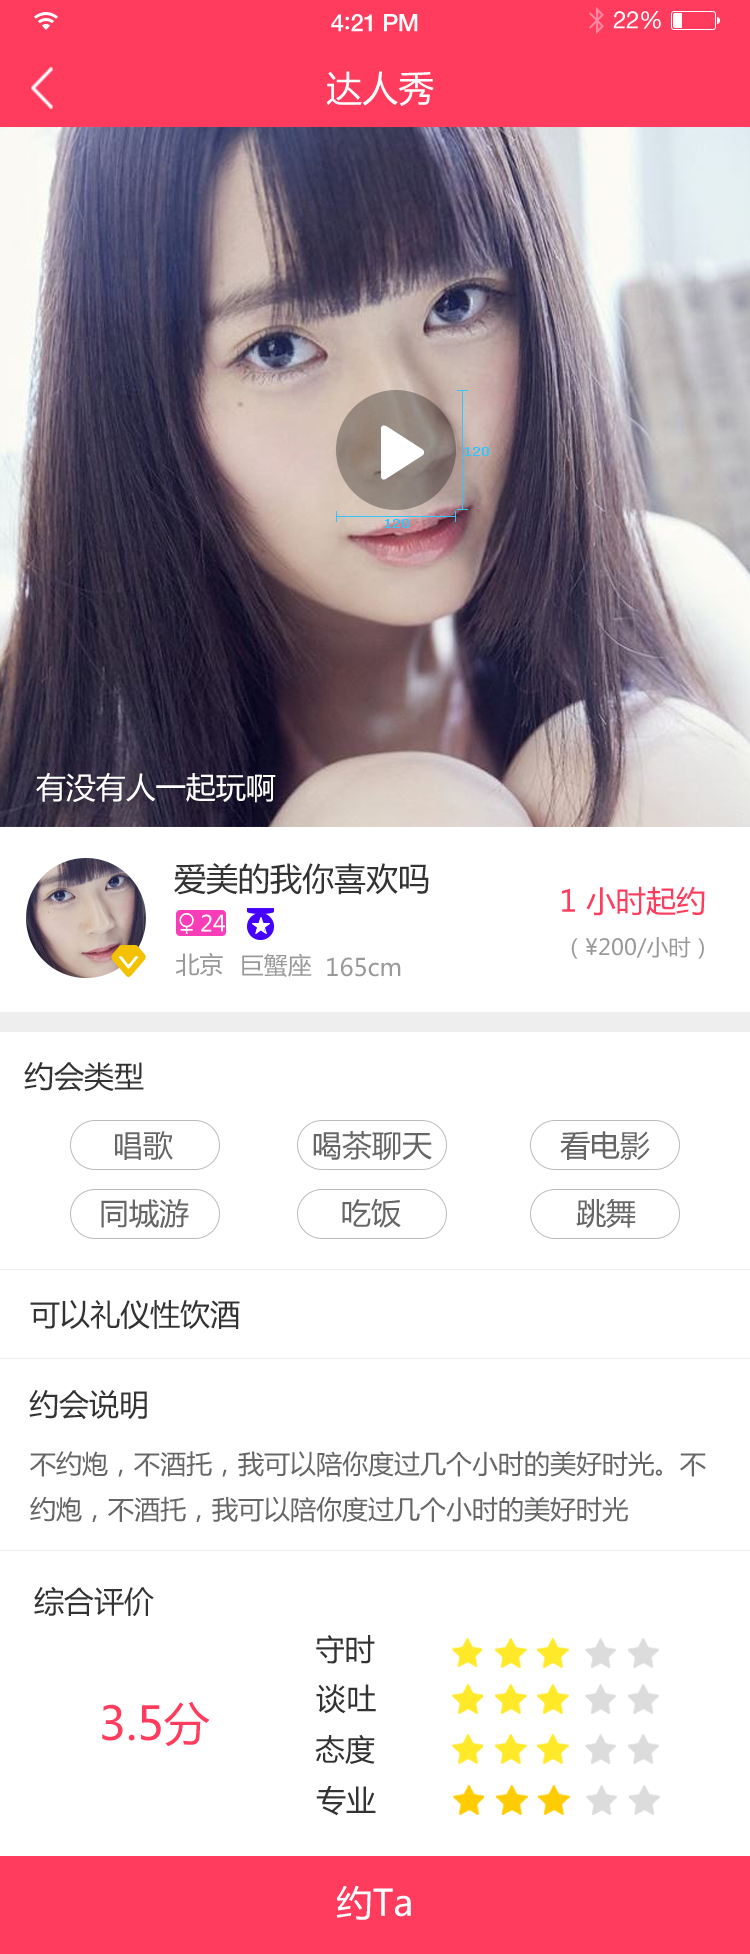 4:21 PM
22%
达人秀
120
120
有没有人一起玩啊
爱美的我你喜欢吗
1 小时起约
♀ 24
（ ¥200/小时 ）
北京 巨蟹座 165cm
约会类型
唱歌 喝茶聊天 看电影
同城游 吃饭 跳舞
可以礼仪性饮酒
约会说明
不约炮，不酒托，我可以陪你度过几个小时的美好时光。不
约炮，不酒托，我可以陪你度过几个小时的美好时光
综合评价
守时
谈吐
3.5分
态度
专业
约Ta